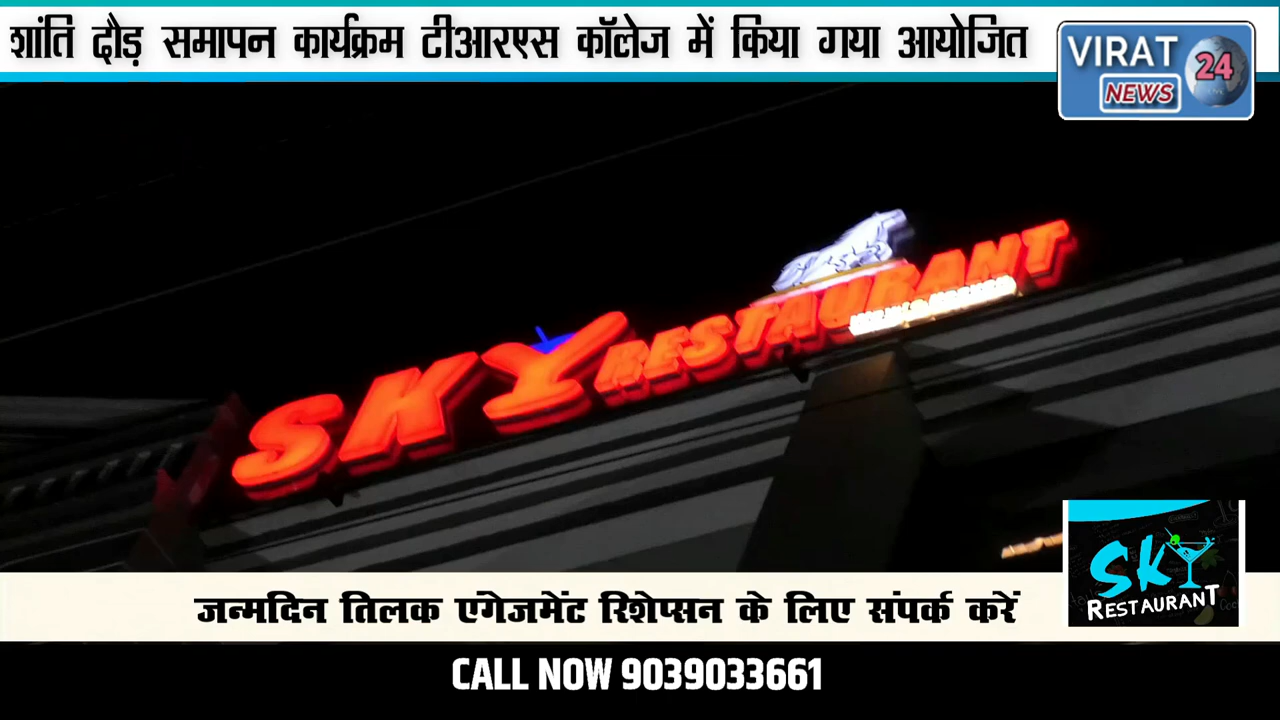 शांति दौड़ समापन कार्यक्रम टीआरएस कॉलेज में किया गया आयोजित
VIRAT
24
NEWS
SKY RESTAURANT
SKY
RESTAURANT
जन्मदिन तिलक एंगेजमेंट रिशेप्सन के लिए संपर्क करें
CALL NOW 9039033661